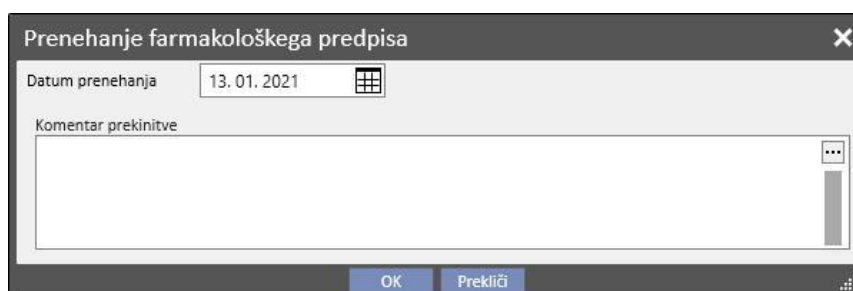 Prenehanje farmakološkega predpisa
Datum prenehanja 13. 01. 2021
Komentar prekinitve
...
OK Prekliči